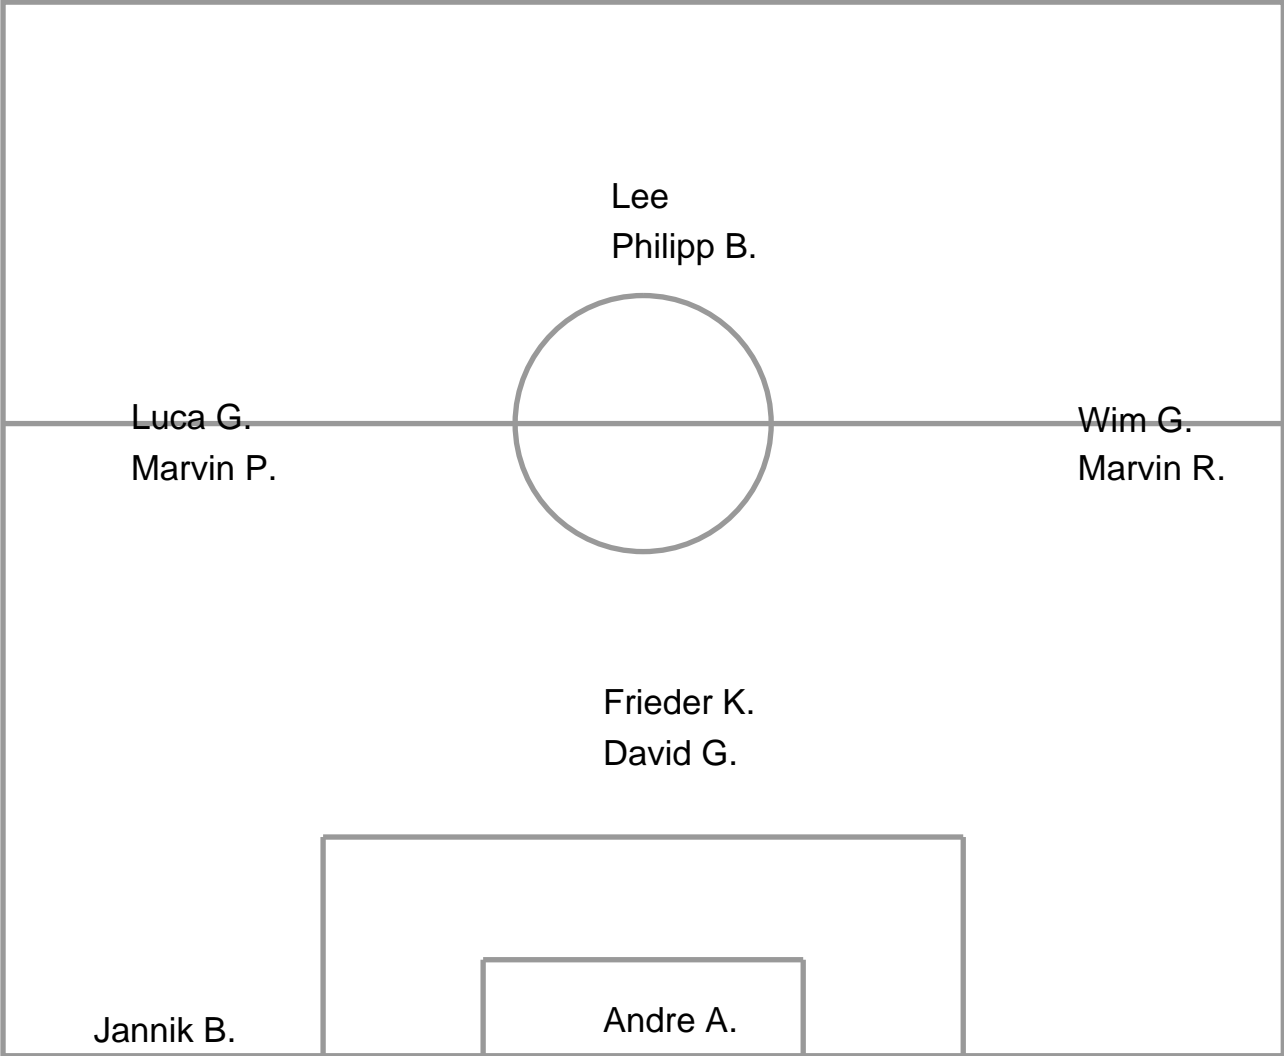 Lee
Philipp B.
Luca G.
Marvin P.
Wim G.
Marvin R.
Frieder K.
David G.
Andre A.
Jannik B.